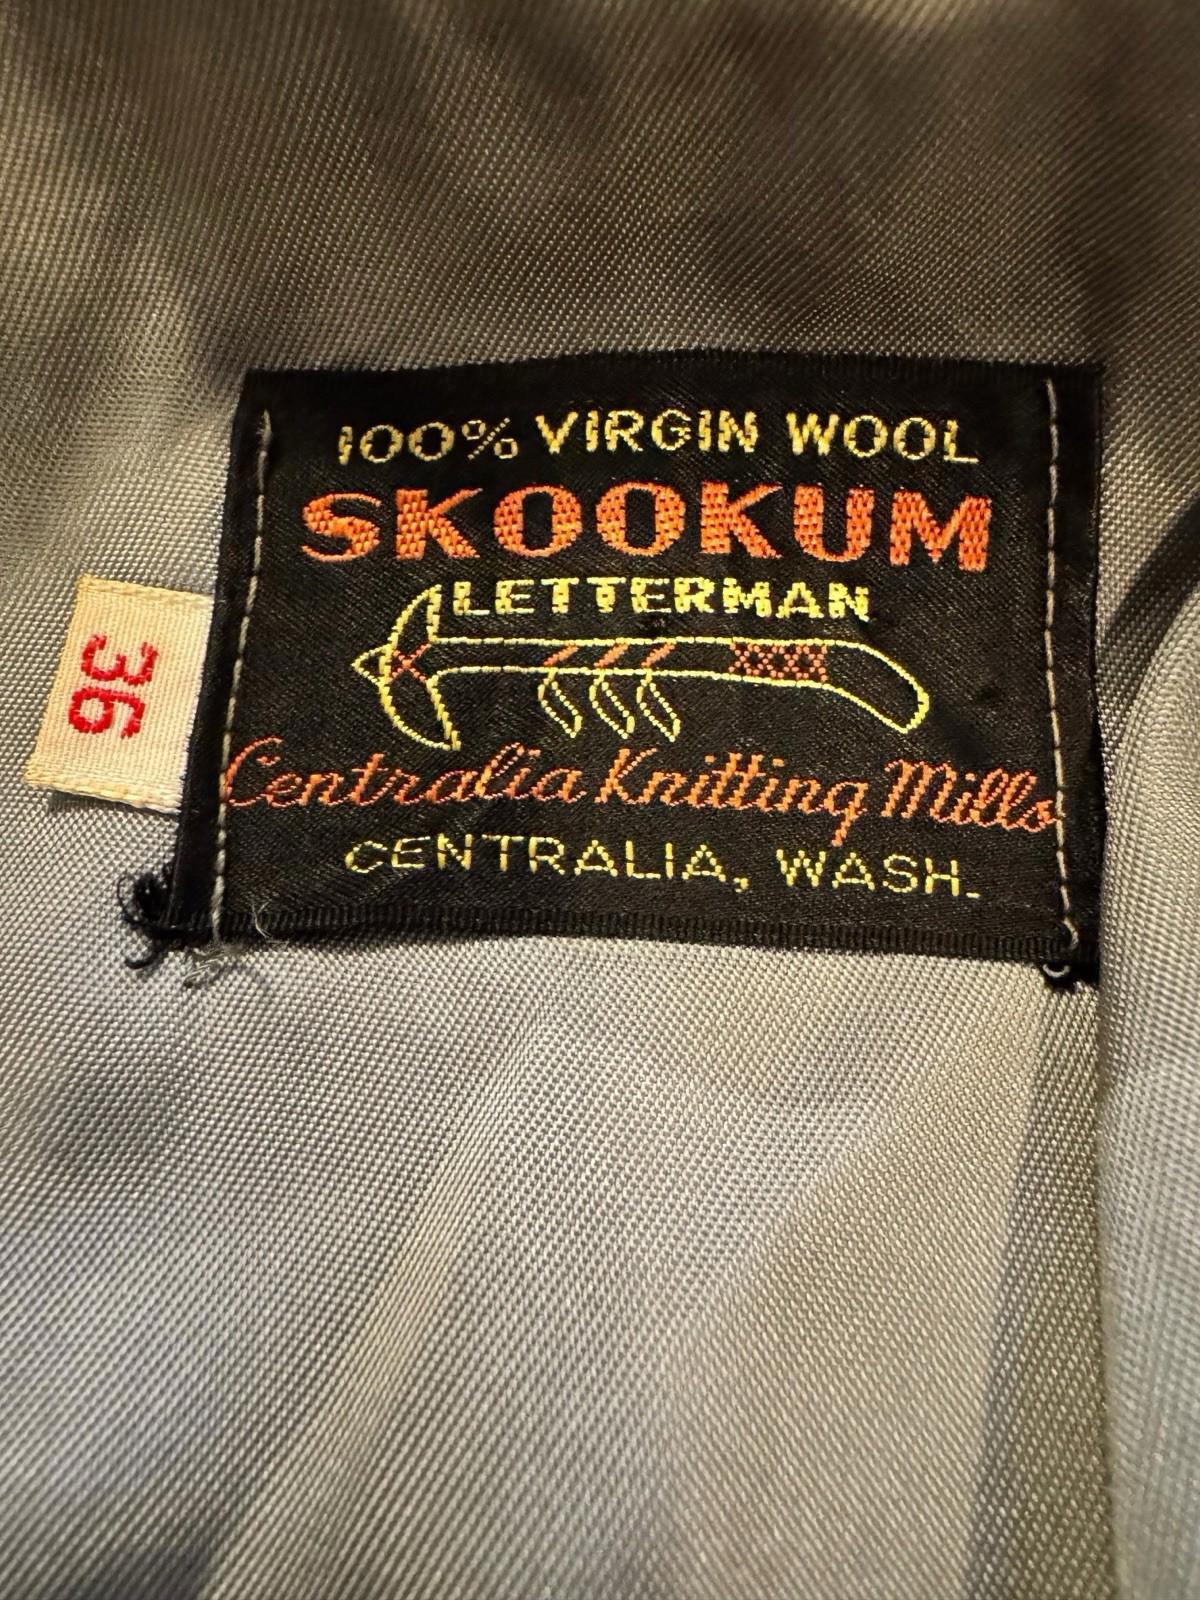 100% VIRGIN WOOL
SKOOKUM
LETTERMAN
Centralia Knitting Mills
CENTRALIA, WASH.
36